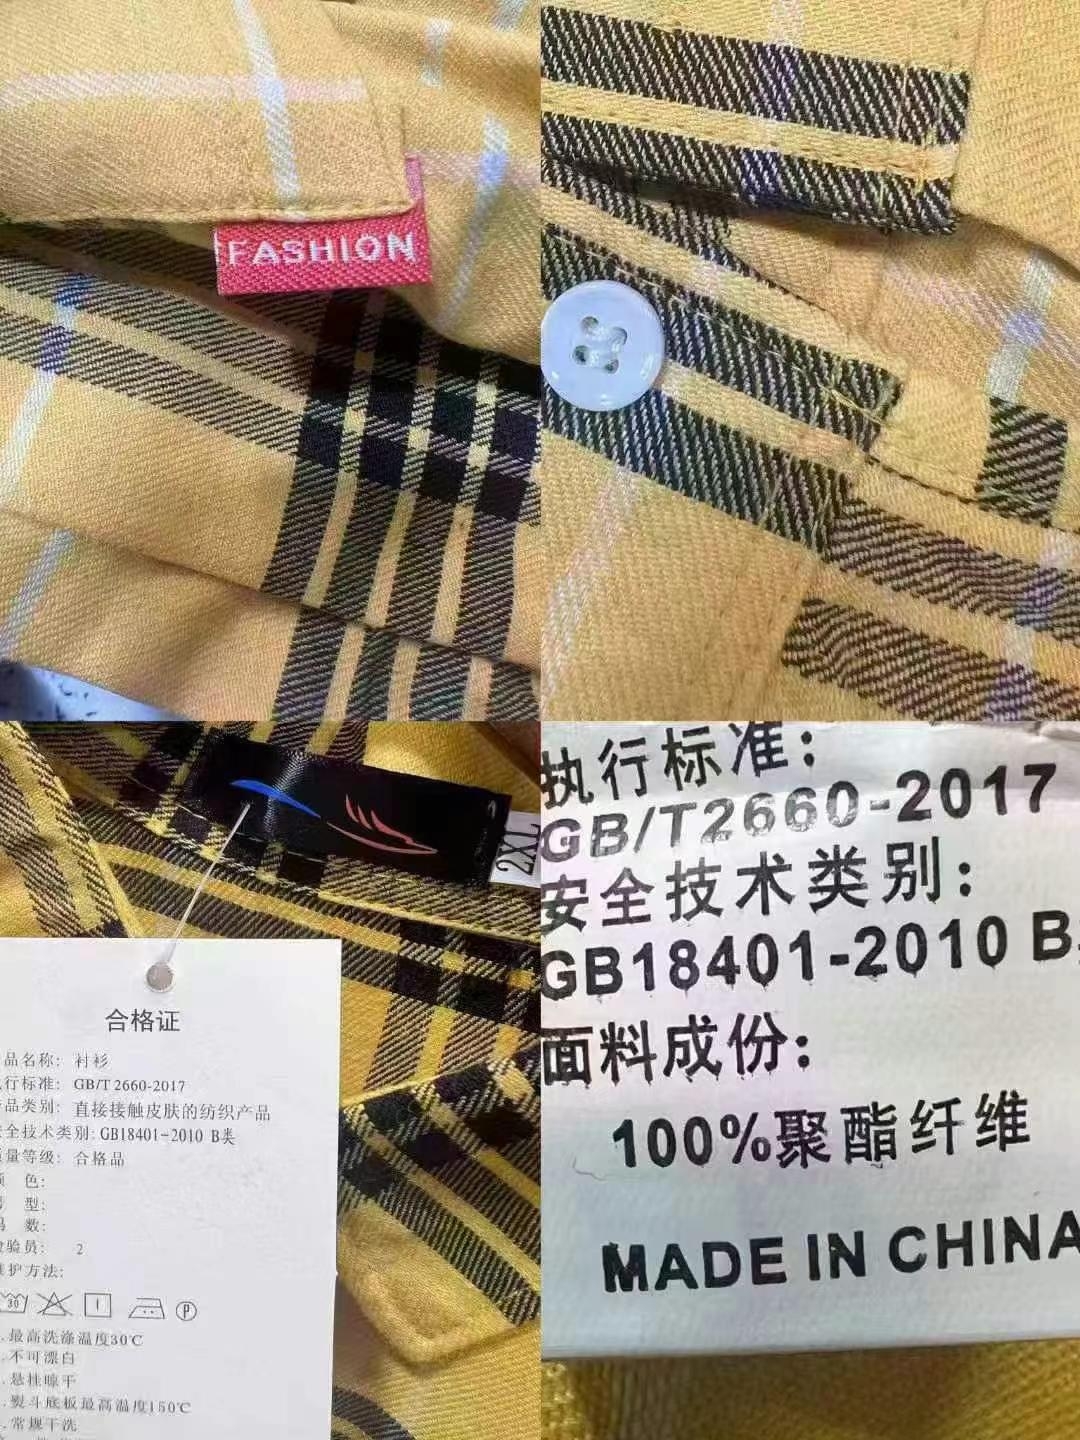 FASHION
2XL
合格证
品名称: 衬衫
行标准: GB/T 2660-2017
品类别: 直接接触皮肤的纺织产品
全技术类别: GB18401-2010 B类
量等级: 合格品
色:
型:
数:
验员: 2
护方法:
30
P
.最高洗涤温度30℃
.不可漂白
.悬挂晾干
.熨斗底板最高温度150℃
.常规干洗
执行标准:
GB/T2660-2017
安全技术类别:
GB18401-2010 B
面料成份:
100%聚酯纤维
MADE IN CHINA